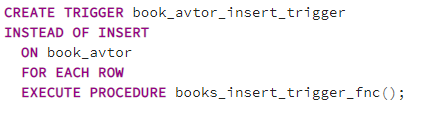 CREATE TRIGGER book_avtor_insert_trigger
INSTEAD OF INSERT
ON book_avtor
FOR EACH ROW
EXECUTE PROCEDURE books_insert_trigger_fnc();